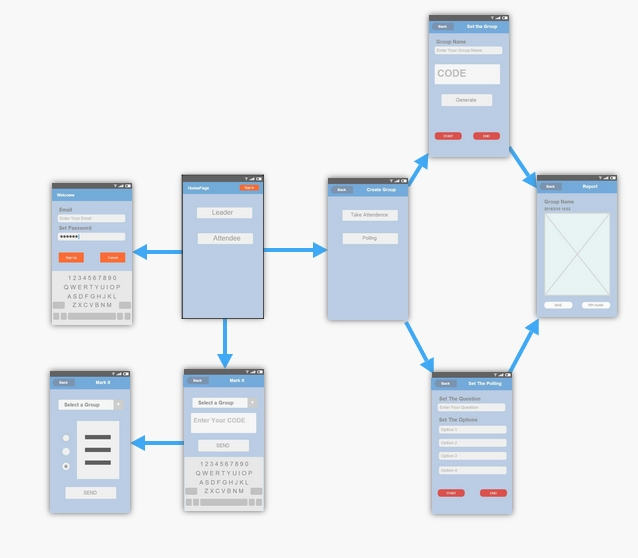 Back
Set the Group
Group Name
Enter Your Group Name
CODE
Generate
START
END
Welcome
Email
Enter Your Email
Set Password
Sign Up
Cancel
1 2 3 4 5 6 7 8 9 0
Q W E R T Y U I O P
A S D F G H J K L
Z X C V B N M
HomePage
Sign In
Leader
Attendee
Back
Create Group
Take Attendence
Polling
Back
Report
Group Name
SAVE
Back
Mark It
Select a Group
SEND
Back
Mark It
Select a Group
Enter Your CODE
SEND
1 2 3 4 5 6 7 8 9 0
Q W E R T Y U I O P
A S D F G H J K L
Z X C V B N M
Back
Set The Polling
Set The Question
Enter Your Question
Set The Options
Option 1
Option 2
Option 3
Option 4
START
END